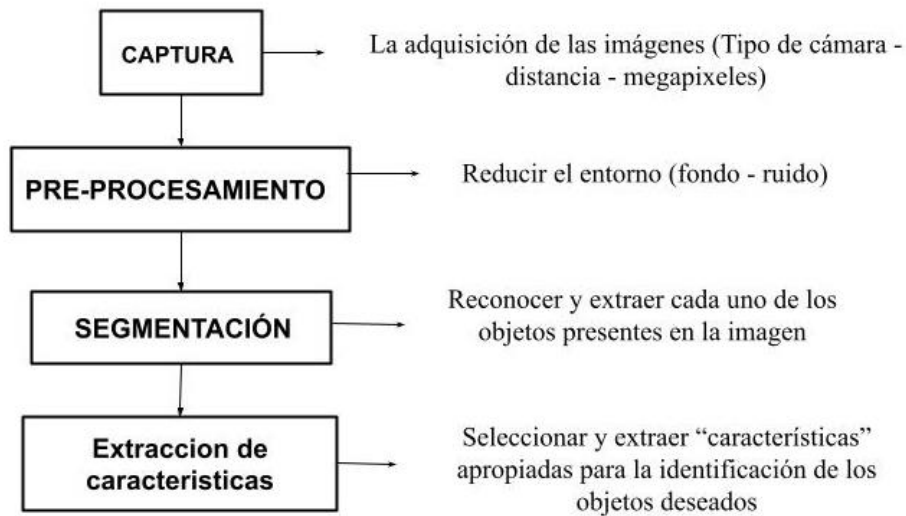 CAPTURA
La adquisición de las imágenes (Tipo de cámara -
distancia - megapixeles)
PRE-PROCESAMIENTO
Reducir el entorno (fondo - ruido)
SEGMENTACIÓN
Reconocer y extraer cada uno de los
objetos presentes en la imagen
Extraccion de
caracteristicas
Seleccionar y extraer “características”
apropiadas para la identificación de los
objetos deseados